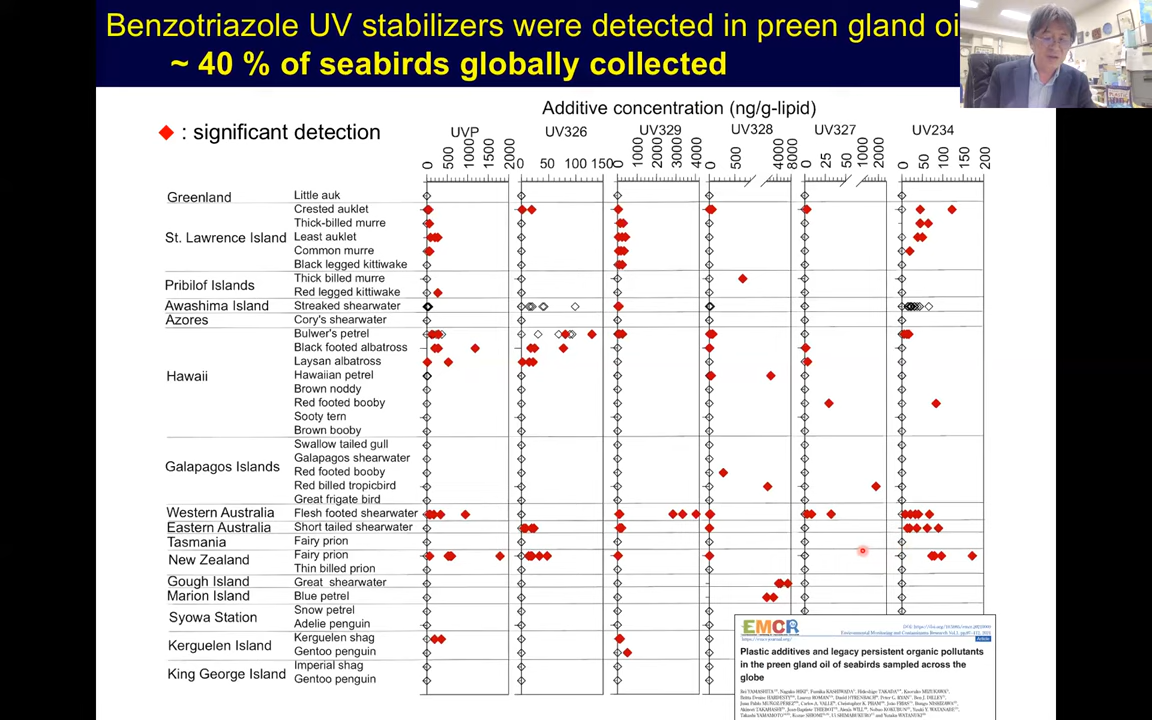 Benzotriazole UV stabilizers were detected in preen gland oi
~ 40 % of seabirds globally collected
Additive concentration (ng/g-lipid)
: significant detection
UVP UV326 UV329 UV328 UV327 UV234
0 500 1000 1500 2000 0 50 100 150 0 1000 2000 3000 4000 0 500 4000 8000 0 25 50 1000 2000 0 50 100 150 200
Greenland Little auk
Crested auklet
Thick-billed murre
St. Lawrence Island Least auklet
Common murre
Black legged kittiwake
Pribilof Islands Thick billed murre
Red legged kittiwake
Awashima Island Streaked shearwater
Azores Cory's shearwater
Bulwer's petrel
Black footed albatross
Laysan albatross
Hawaii Hawaiian petrel
Brown noddy
Red footed booby
Sooty tern
Brown booby
Swallow tailed gull
Galapagos shearwater
Galapagos Islands Red footed booby
Red billed tropicbird
Great frigate bird
Western Australia Flesh footed shearwater
Eastern Australia Short tailed shearwater
Tasmania Fairy prion
New Zealand Fairy prion
Thin billed prion
Gough Island Great shearwater
Marion Island Blue petrel
Syowa Station Snow petrel
Adelie penguin
Kerguelen Island Kerguelen shag
Gentoo penguin
King George Island Imperial shag
Gentoo penguin
EMCR
Environmental Monitoring and Contaminants Research
Plastic additives and legacy persistent organic pollutants
in the preen gland oil of seabirds sampled across the
globe